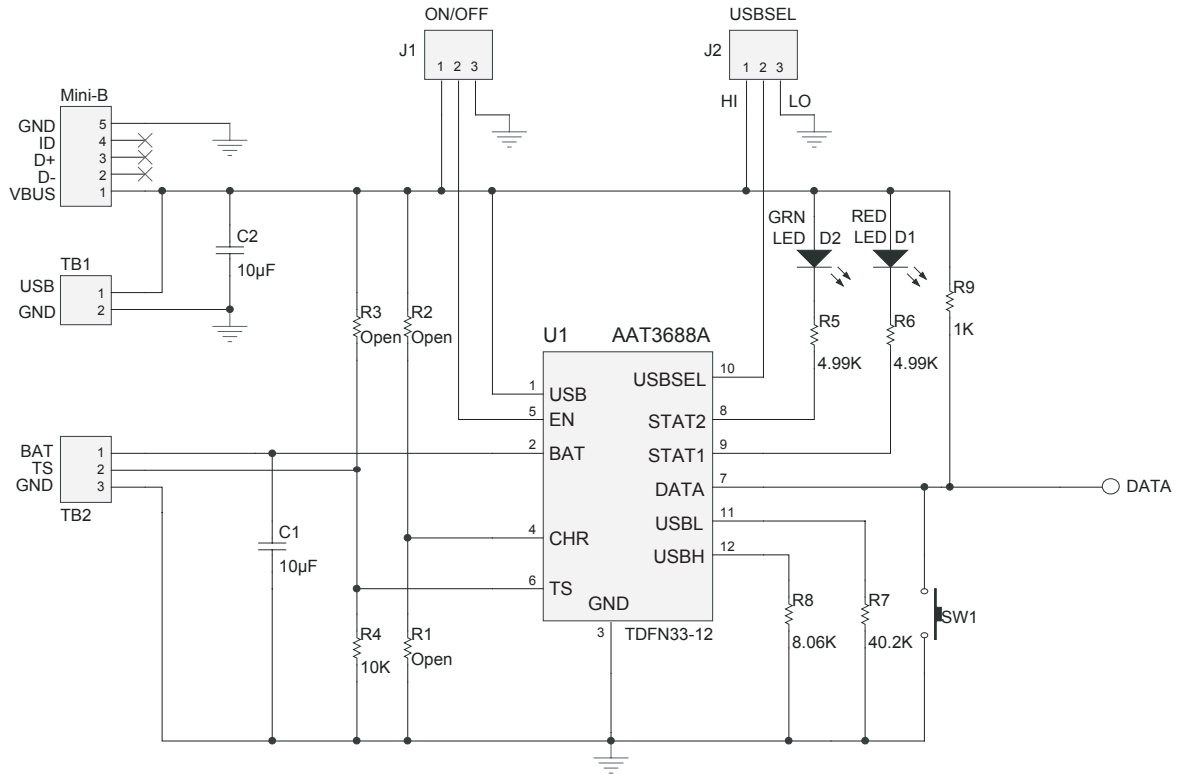 ON/OFF
USBSEL
J1
1 2 3
J2
1 2 3
HI
LO
Mini-B
GND
5
ID
4
D+
3
D-
2
VBUS
1
C2
10µF
TB1
USB
1
GND
2
GRN
LED
D2
RED
LED
D1
R9
1K
R3
Open
R2
Open
R5
4.99K
R6
4.99K
U1
AAT3688A
1
USB
5
EN
2
BAT
4
CHR
6
TS
GND
3
TDFN33-12
USBSEL
10
STAT2
8
STAT1
9
DATA
7
USBL
11
USBH
12
DATA
BAT
1
TS
2
GND
3
TB2
C1
10µF
R4
10K
R1
Open
R8
8.06K
R7
40.2K
SW1